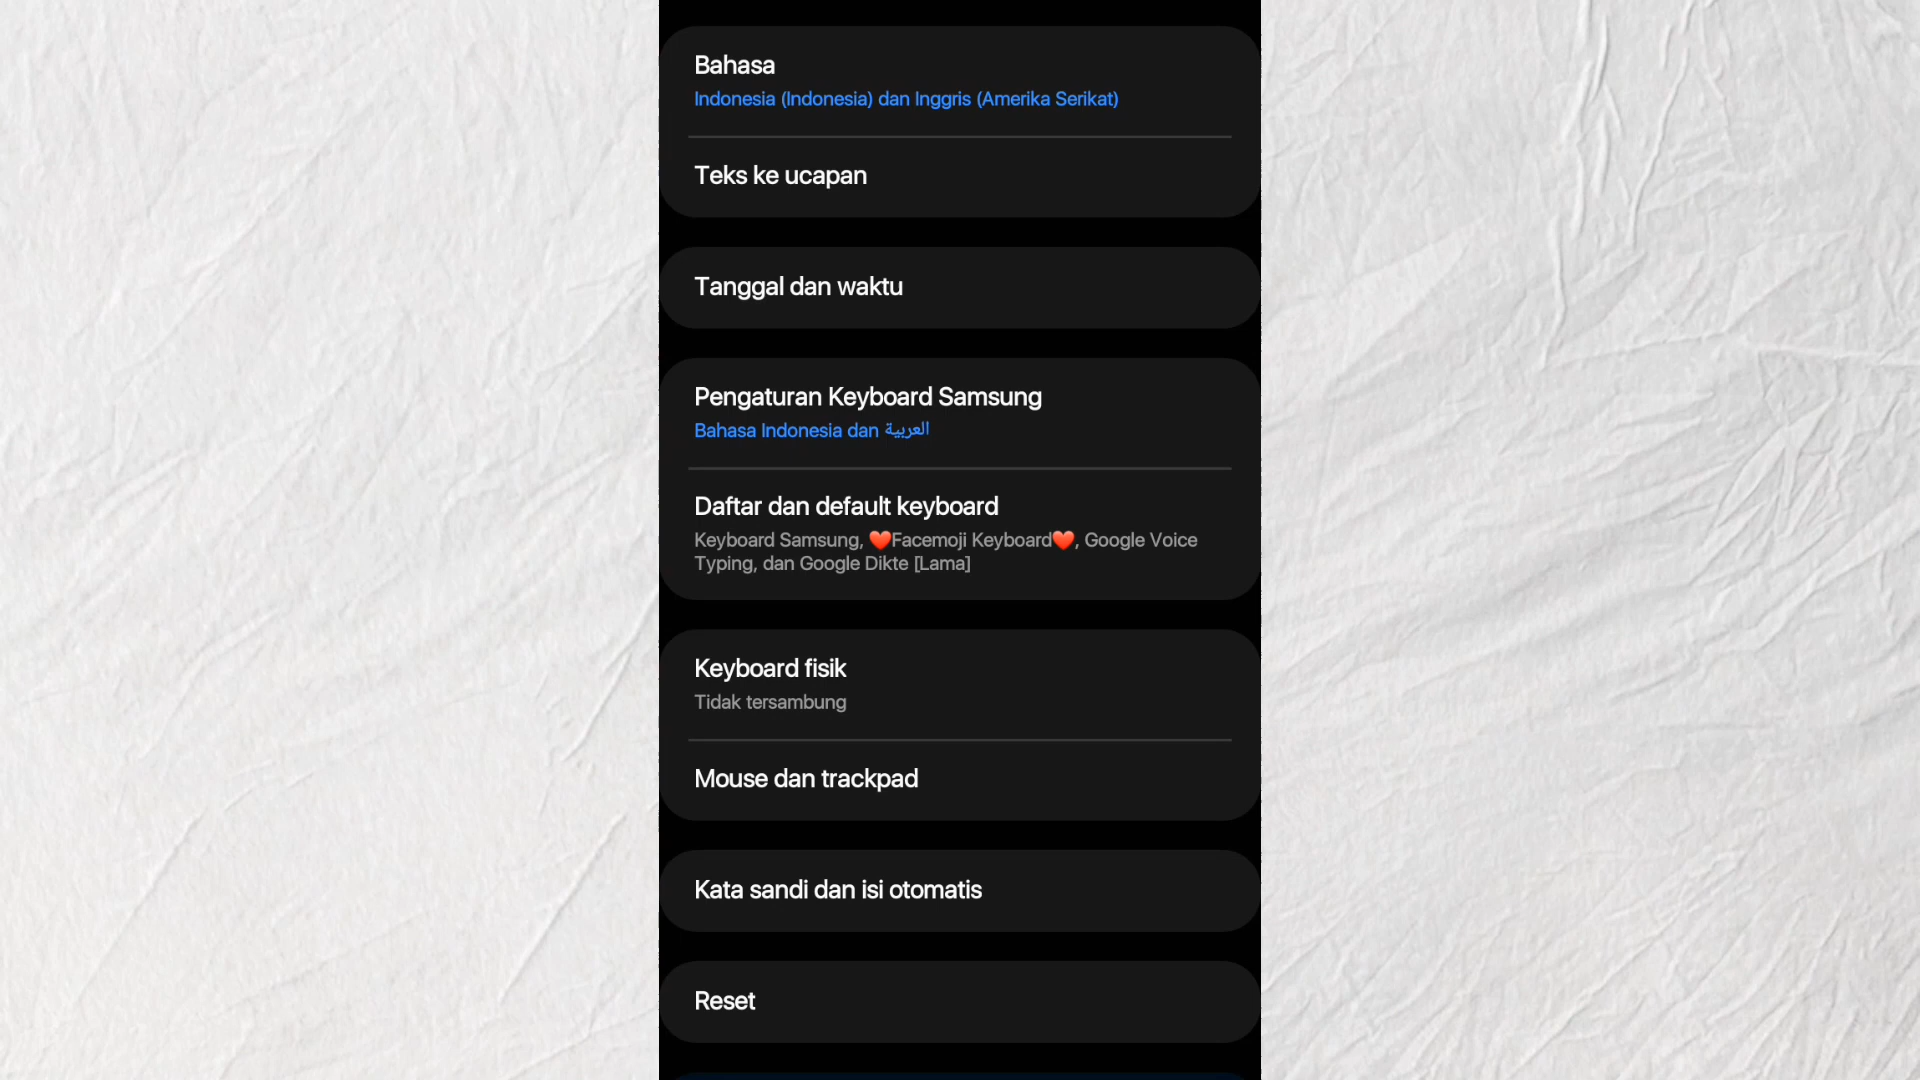 Bahasa
Indonesia (Indonesia) dan Inggris (Amerika Serikat)
Teks ke ucapan
Tanggal dan waktu
Pengaturan Keyboard Samsung
Bahasa Indonesia dan العربية
Daftar dan default keyboard
Keyboard Samsung, ❤️Facemoji Keyboard❤️, Google Voice
Typing, dan Google Dikte [Lama]
Keyboard fisik
Tidak tersambung
Mouse dan trackpad
Kata sandi dan isi otomatis
Reset